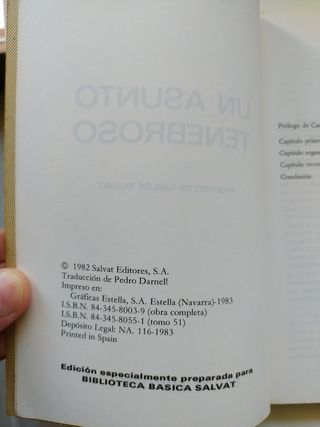 UN ASUNTO
TENEBROSO
PROLOGO DE CARLOS OLLERO
© 1982 Salvat Editores, S.A.
Traducción de Pedro Darnell
Impreso en:
Gráficas Estella, S.A. Estella (Navarra)-1983
I.S.B.N. 84-345-8003-9 (obra completa)
I.S.B.N. 84-345-8055-1 (tomo 51)
Depósito Legal: NA. 116-1983
Printed in Spain
Edición especialmente preparada para
BIBLIOTECA BASICA SALVAT
Prólogo de Ca
Capítulo prime
Capítulo segun
Capítulo tercer
Conclusión